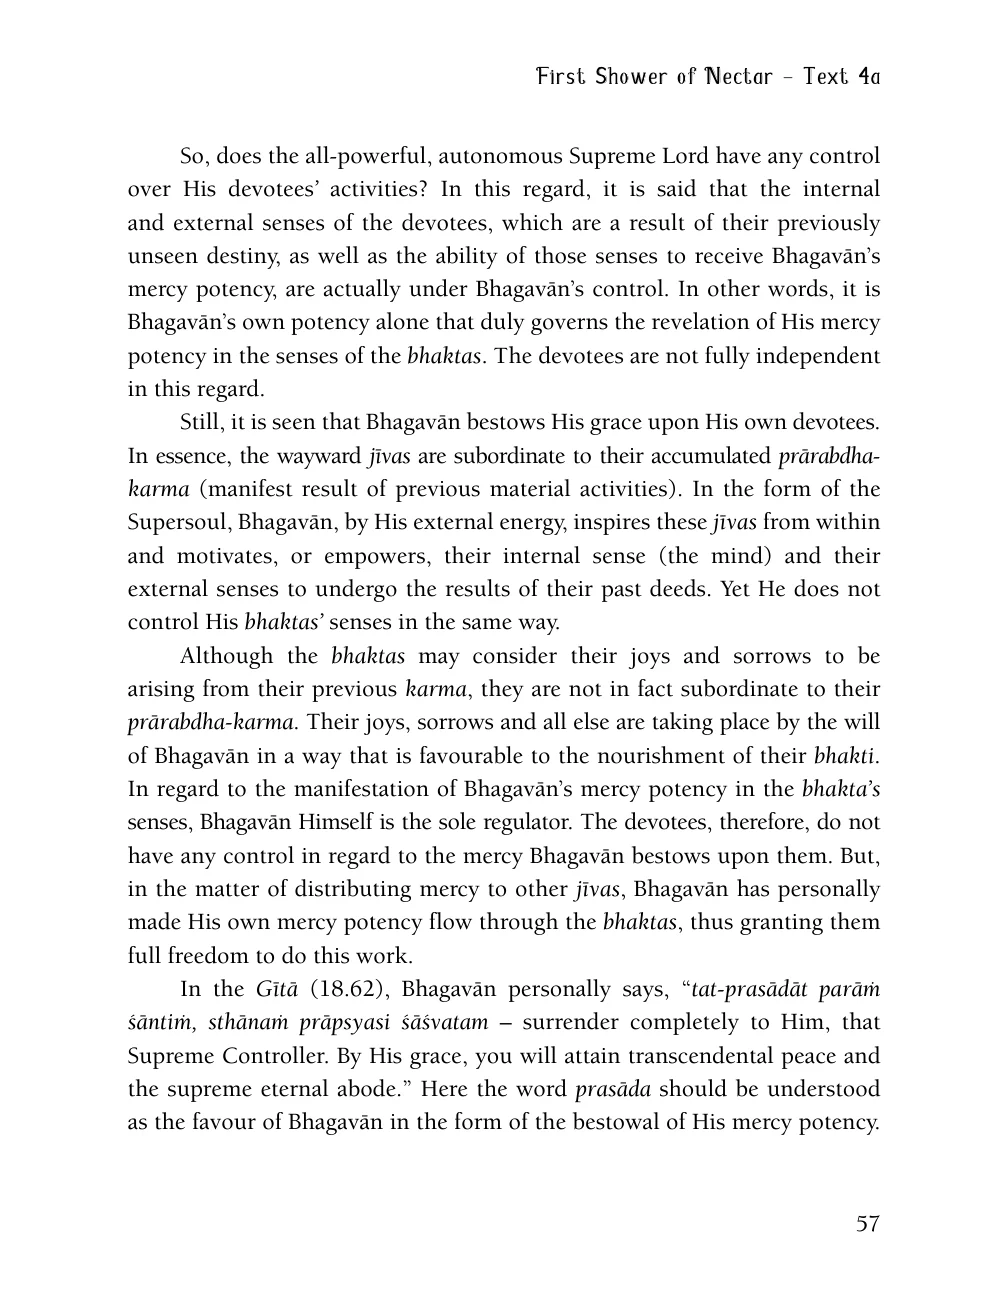 First Shower of Nectar – Text 4a
So, does the all-powerful, autonomous Supreme Lord have any control
over His devotees’ activities? In this regard, it is said that the internal
and external senses of the devotees, which are a result of their previously
unseen destiny, as well as the ability of those senses to receive Bhagavān’s
mercy potency, are actually under Bhagavān’s control. In other words, it is
Bhagavān’s own potency alone that duly governs the revelation of His mercy
potency in the senses of the bhaktas. The devotees are not fully independent
in this regard.
Still, it is seen that Bhagavān bestows His grace upon His own devotees.
In essence, the wayward jīvas are subordinate to their accumulated prārabdha-
karma (manifest result of previous material activities). In the form of the
Supersoul, Bhagavān, by His external energy, inspires these jīvas from within
and motivates, or empowers, their internal sense (the mind) and their
external senses to undergo the results of their past deeds. Yet He does not
control His bhaktas’ senses in the same way.
Although the bhaktas may consider their joys and sorrows to be
arising from their previous karma, they are not in fact subordinate to their
prārabdha-karma. Their joys, sorrows and all else are taking place by the will
of Bhagavān in a way that is favourable to the nourishment of their bhakti.
In regard to the manifestation of Bhagavān’s mercy potency in the bhakta’s
senses, Bhagavān Himself is the sole regulator. The devotees, therefore, do not
have any control in regard to the mercy Bhagavān bestows upon them. But,
in the matter of distributing mercy to other jīvas, Bhagavān has personally
made His own mercy potency flow through the bhaktas, thus granting them
full freedom to do this work.
In the Gītā (18.62), Bhagavān personally says, “tat-prasādāt parāṁ
śāntiṁ, sthānaṁ prāpsyasi śāśvatam – surrender completely to Him, that
Supreme Controller. By His grace, you will attain transcendental peace and
the supreme eternal abode.” Here the word prasāda should be understood
as the favour of Bhagavān in the form of the bestowal of His mercy potency.
57